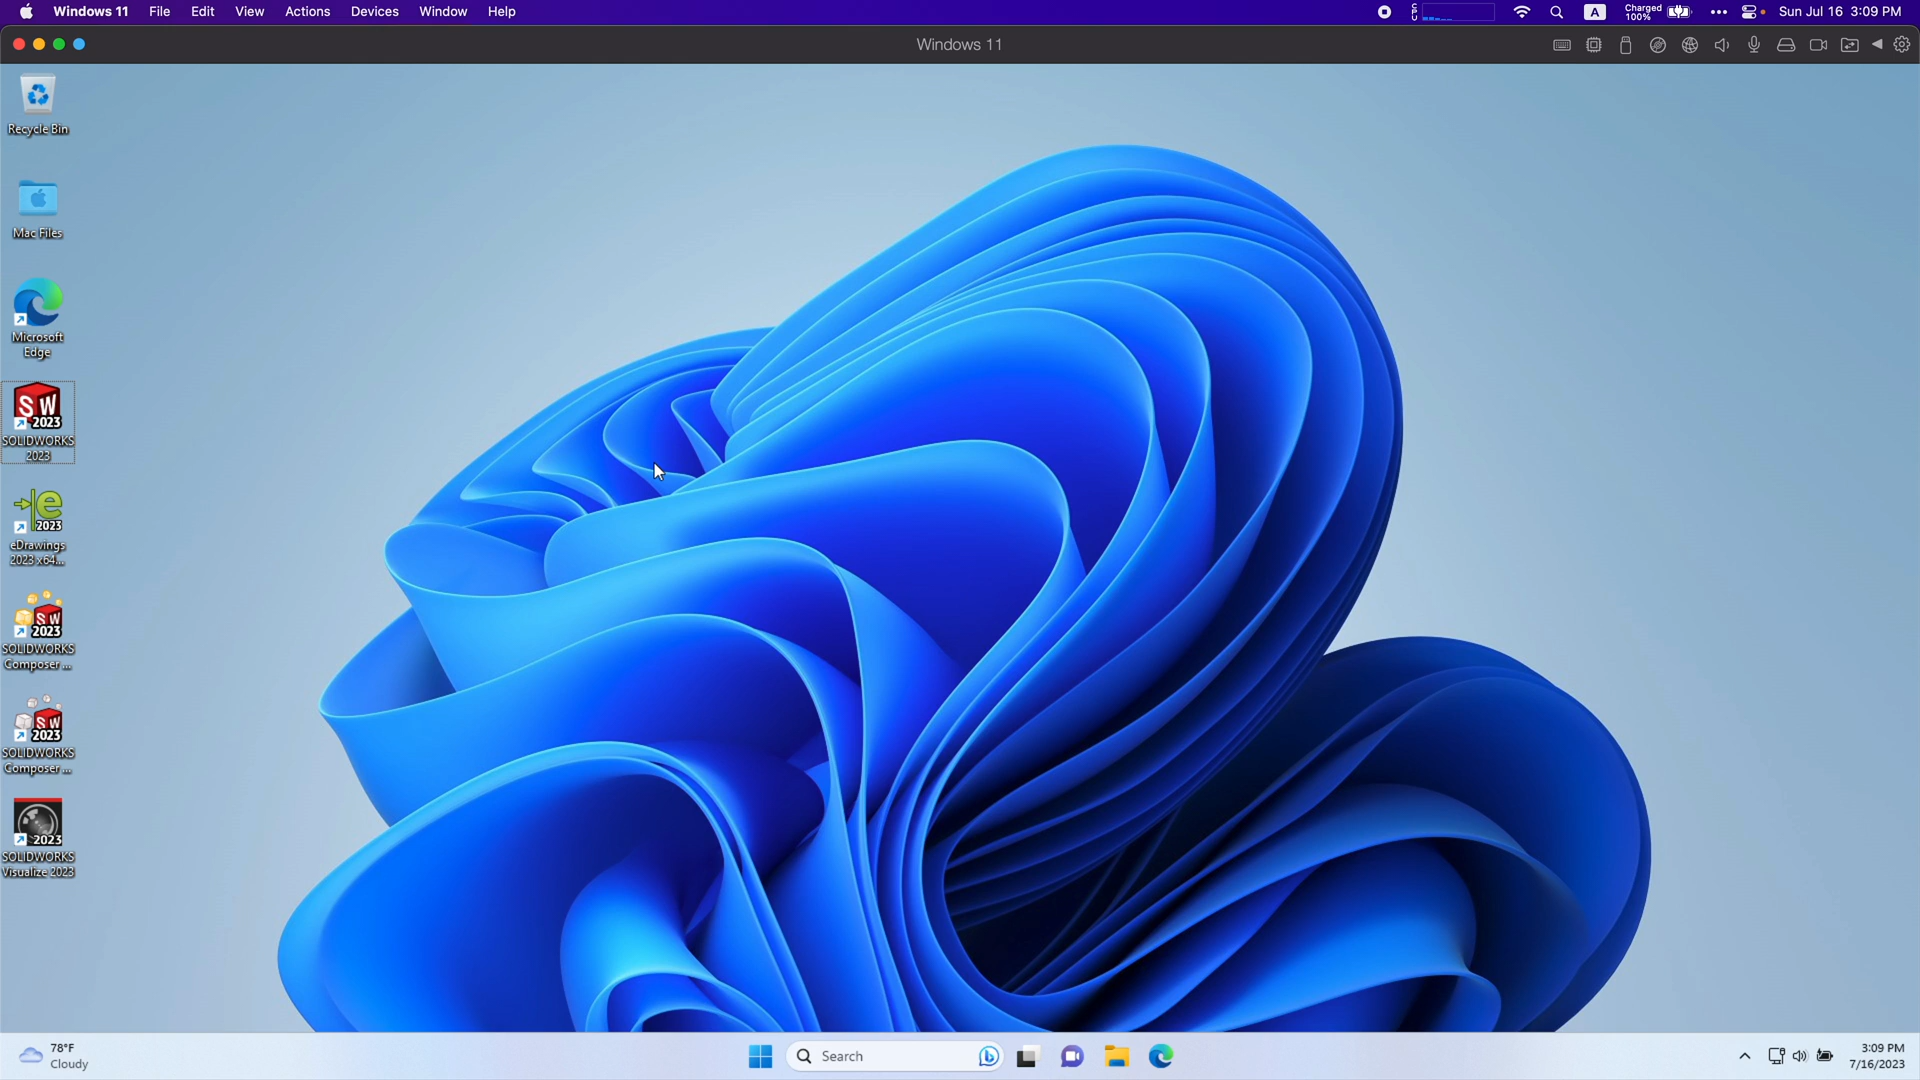 Windows 11 File Edit View Actions Devices Window Help
CPU
A
Charged
100%
Sun Jul 16 3:09 PM
Windows 11
Recycle Bin
Mac Files
Microsoft
Edge
SW
2023
SOLIDWORKS
2023
e
2023
eDrawings
2023 x64...
SW
2023
SOLIDWORKS
Composer ...
SW
2023
SOLIDWORKS
Composer ...
2023
SOLIDWORKS
Visualize 2023
78°F
Cloudy
Search
b
3:09 PM
7/16/2023